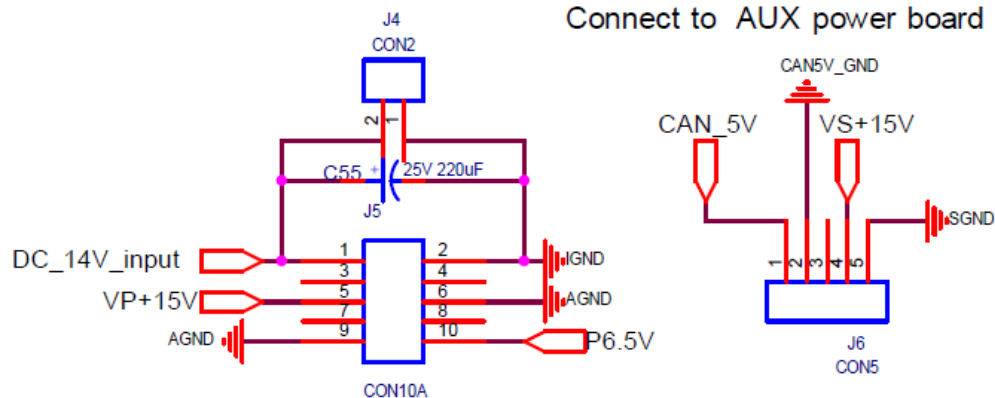 Connect to AUX power board
J4
CON2
2
1
C55
+
25V 220uF
J5
DC_14V_input
1
2
IGND
3
4
VP+15V
5
6
AGND
7
8
AGND
9
10
P6.5V
CON10A
CAN5V_GND
CAN_5V
VS+15V
SGND
1
2
3
4
5
J6
CON5